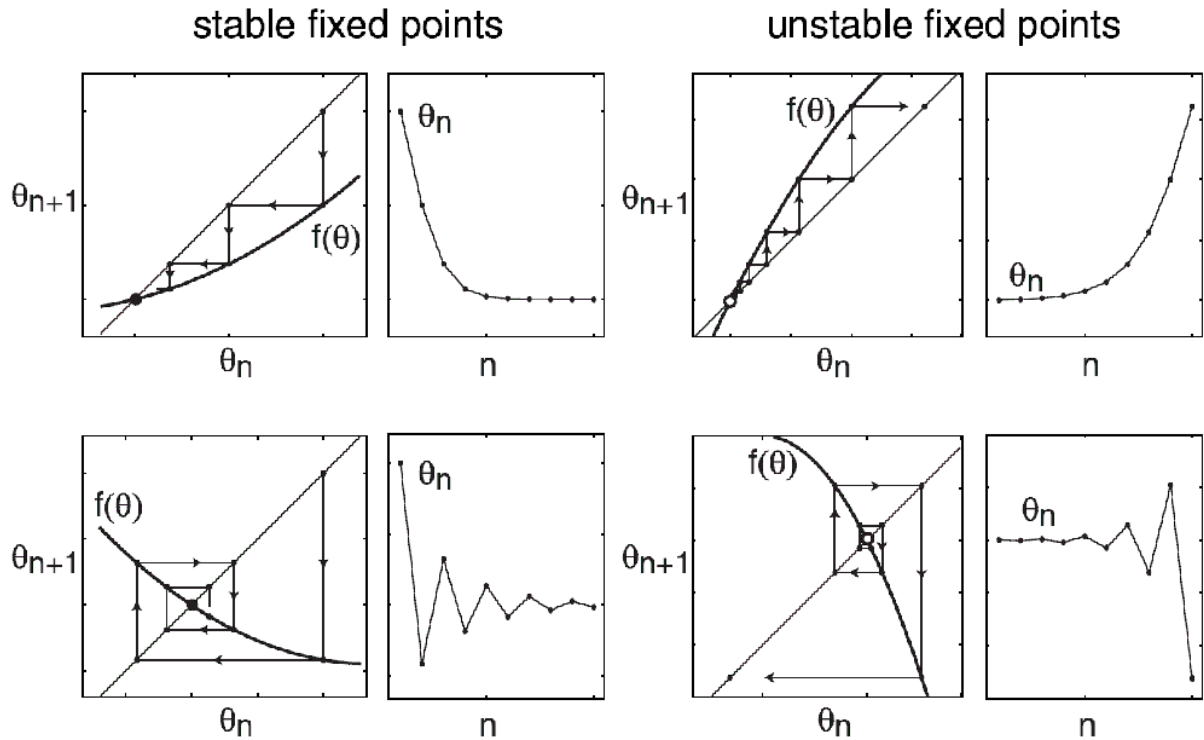 stable fixed points
unstable fixed points
θn
f(θ)
θn+1
f(θ)
θn+1
θn
θn
n
θn
n
f(θ)
θn
f(θ)
θn
θn+1
θn+1
θn
n
θn
n